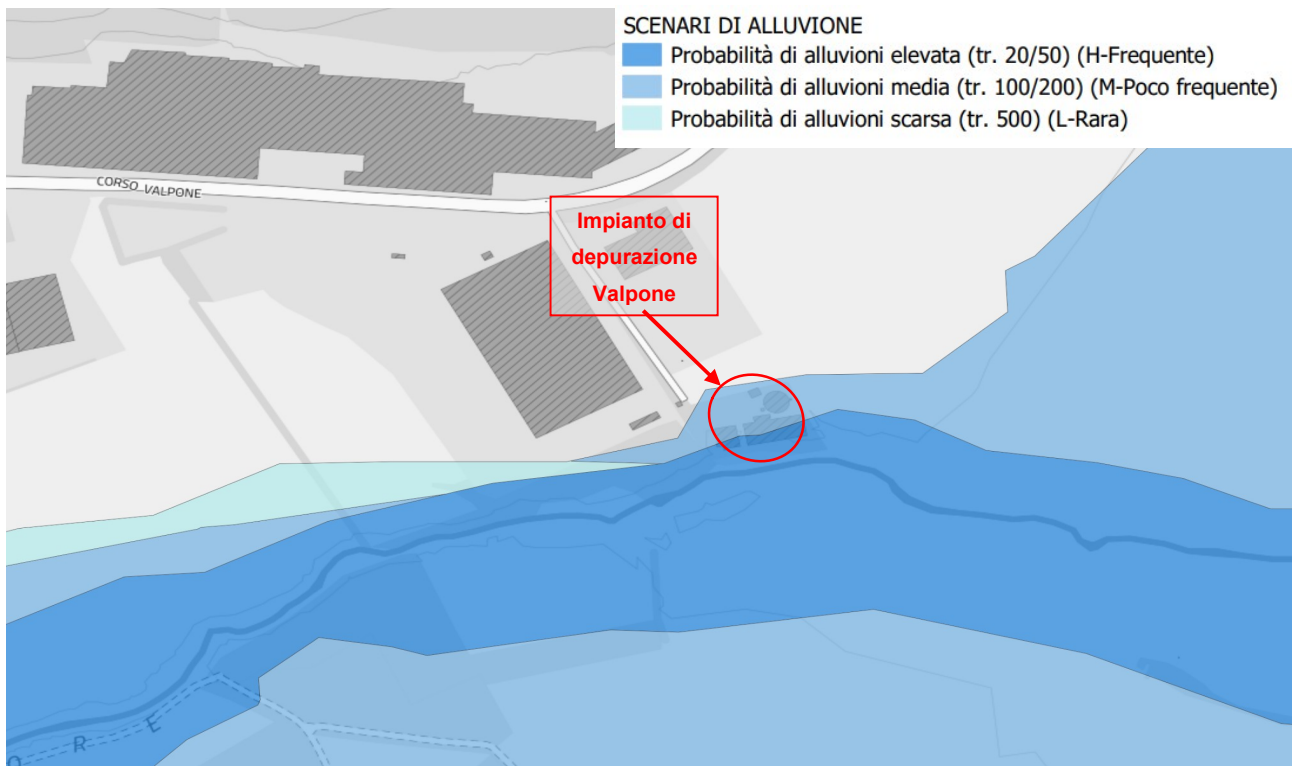 SCENARI DI ALLUVIONE
Probabilità di alluvioni elevata (tr. 20/50) (H-Frequente)
Probabilità di alluvioni media (tr. 100/200) (M-Poco frequente)
Probabilità di alluvioni scarsa (tr. 500) (L-Rara)
CORSO VALPONE
Impianto di
depurazione
Valpone
O R E